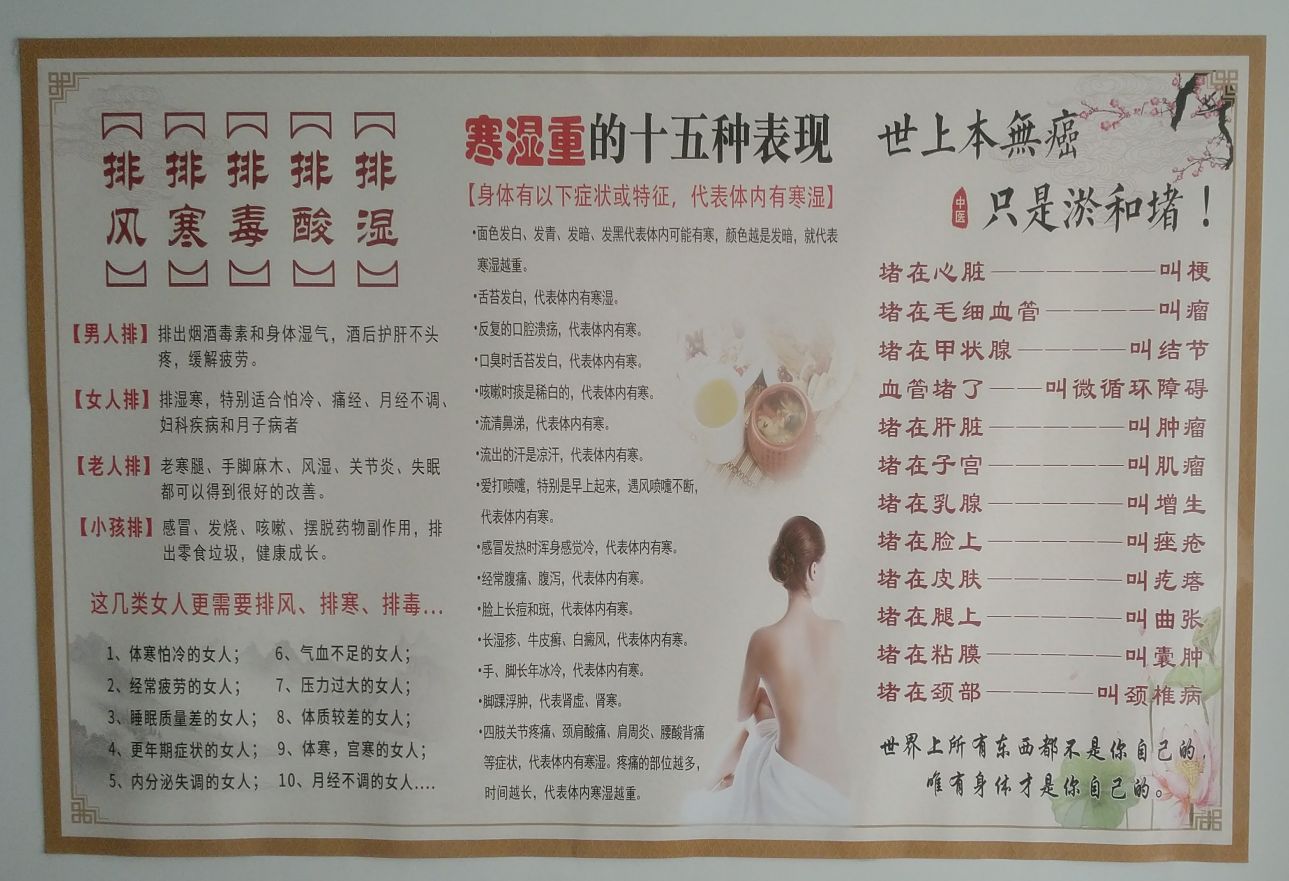 【排风】【排寒】【排毒】【排酸】【排湿】
【男人排】排出烟酒毒素和身体湿气，酒后护肝不头
疼，缓解疲劳。
【女人排】排湿寒，特别适合怕冷、痛经、月经不调、
妇科疾病和月子病者
【老人排】老寒腿、手脚麻木、风湿、关节炎、失眠
都可以得到很好的改善。
【小孩排】感冒、发烧、咳嗽、摆脱药物副作用，排
出零食垃圾，健康成长。
这几类女人更需要排风、排寒、排毒...
1、体寒怕冷的女人；
2、经常疲劳的女人；
3、睡眠质量差的女人；
4、更年期症状的女人；
5、内分泌失调的女人；
6、气血不足的女人；
7、压力过大的女人；
8、体质较差的女人；
9、体寒，宫寒的女人；
10、月经不调的女人....
寒湿重的十五种表现
【身体有以下症状或特征，代表体内有寒湿】
·面色发白、发青、发暗、发黑代表体内可能有寒，颜色越是发暗，就代表
寒湿越重。
·舌苔发白，代表体内有寒湿。
·反复的口腔溃疡，代表体内有寒。
·口臭时舌苔发白，代表体内有寒。
·咳嗽时痰是稀白的，代表体内有寒。
·流清鼻涕，代表体内有寒。
·流出的汗是凉汗，代表体内有寒。
·爱打喷嚏，特别是早上起来，遇风喷嚏不断，
代表体内有寒。
·感冒发热时浑身感觉冷，代表体内有寒。
·经常腹痛、腹泻，代表体内有寒。
·脸上长痘和斑，代表体内有寒。
·长湿疹、牛皮癣、白癜风，代表体内有寒。
·手、脚长年冰冷，代表体内有寒。
·脚踝浮肿，代表肾虚、肾寒。
·四肢关节疼痛、颈肩酸痛、肩周炎、腰酸背痛
等症状，代表体内有寒湿。疼痛的部位越多，
时间越长，代表体内寒湿越重。
世上本無癌
中医 只是淤和堵！
堵在心脏——————叫梗
堵在毛细血管—————叫瘤
堵在甲状腺————叫结节
血管堵了——叫微循环障碍
堵在肝脏—————叫肿瘤
堵在子宫—————叫肌瘤
堵在乳腺—————叫增生
堵在脸上—————叫痤疮
堵在皮肤—————叫疙瘩
堵在腿上—————叫曲张
堵在粘膜—————叫囊肿
堵在颈部————叫颈椎病
世界上所有东西都不是你自己的，
唯有身体才是你自己的。